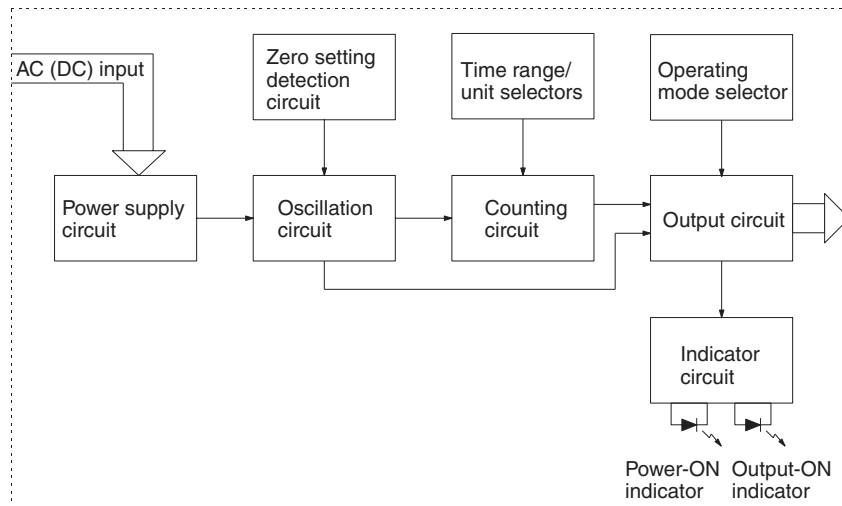 AC (DC) input
Zero setting
detection
circuit
Time range/
unit selectors
Operating
mode selector
Power supply
circuit
Oscillation
circuit
Counting
circuit
Output circuit
Indicator
circuit
Power-ON
indicator
Output-ON
indicator